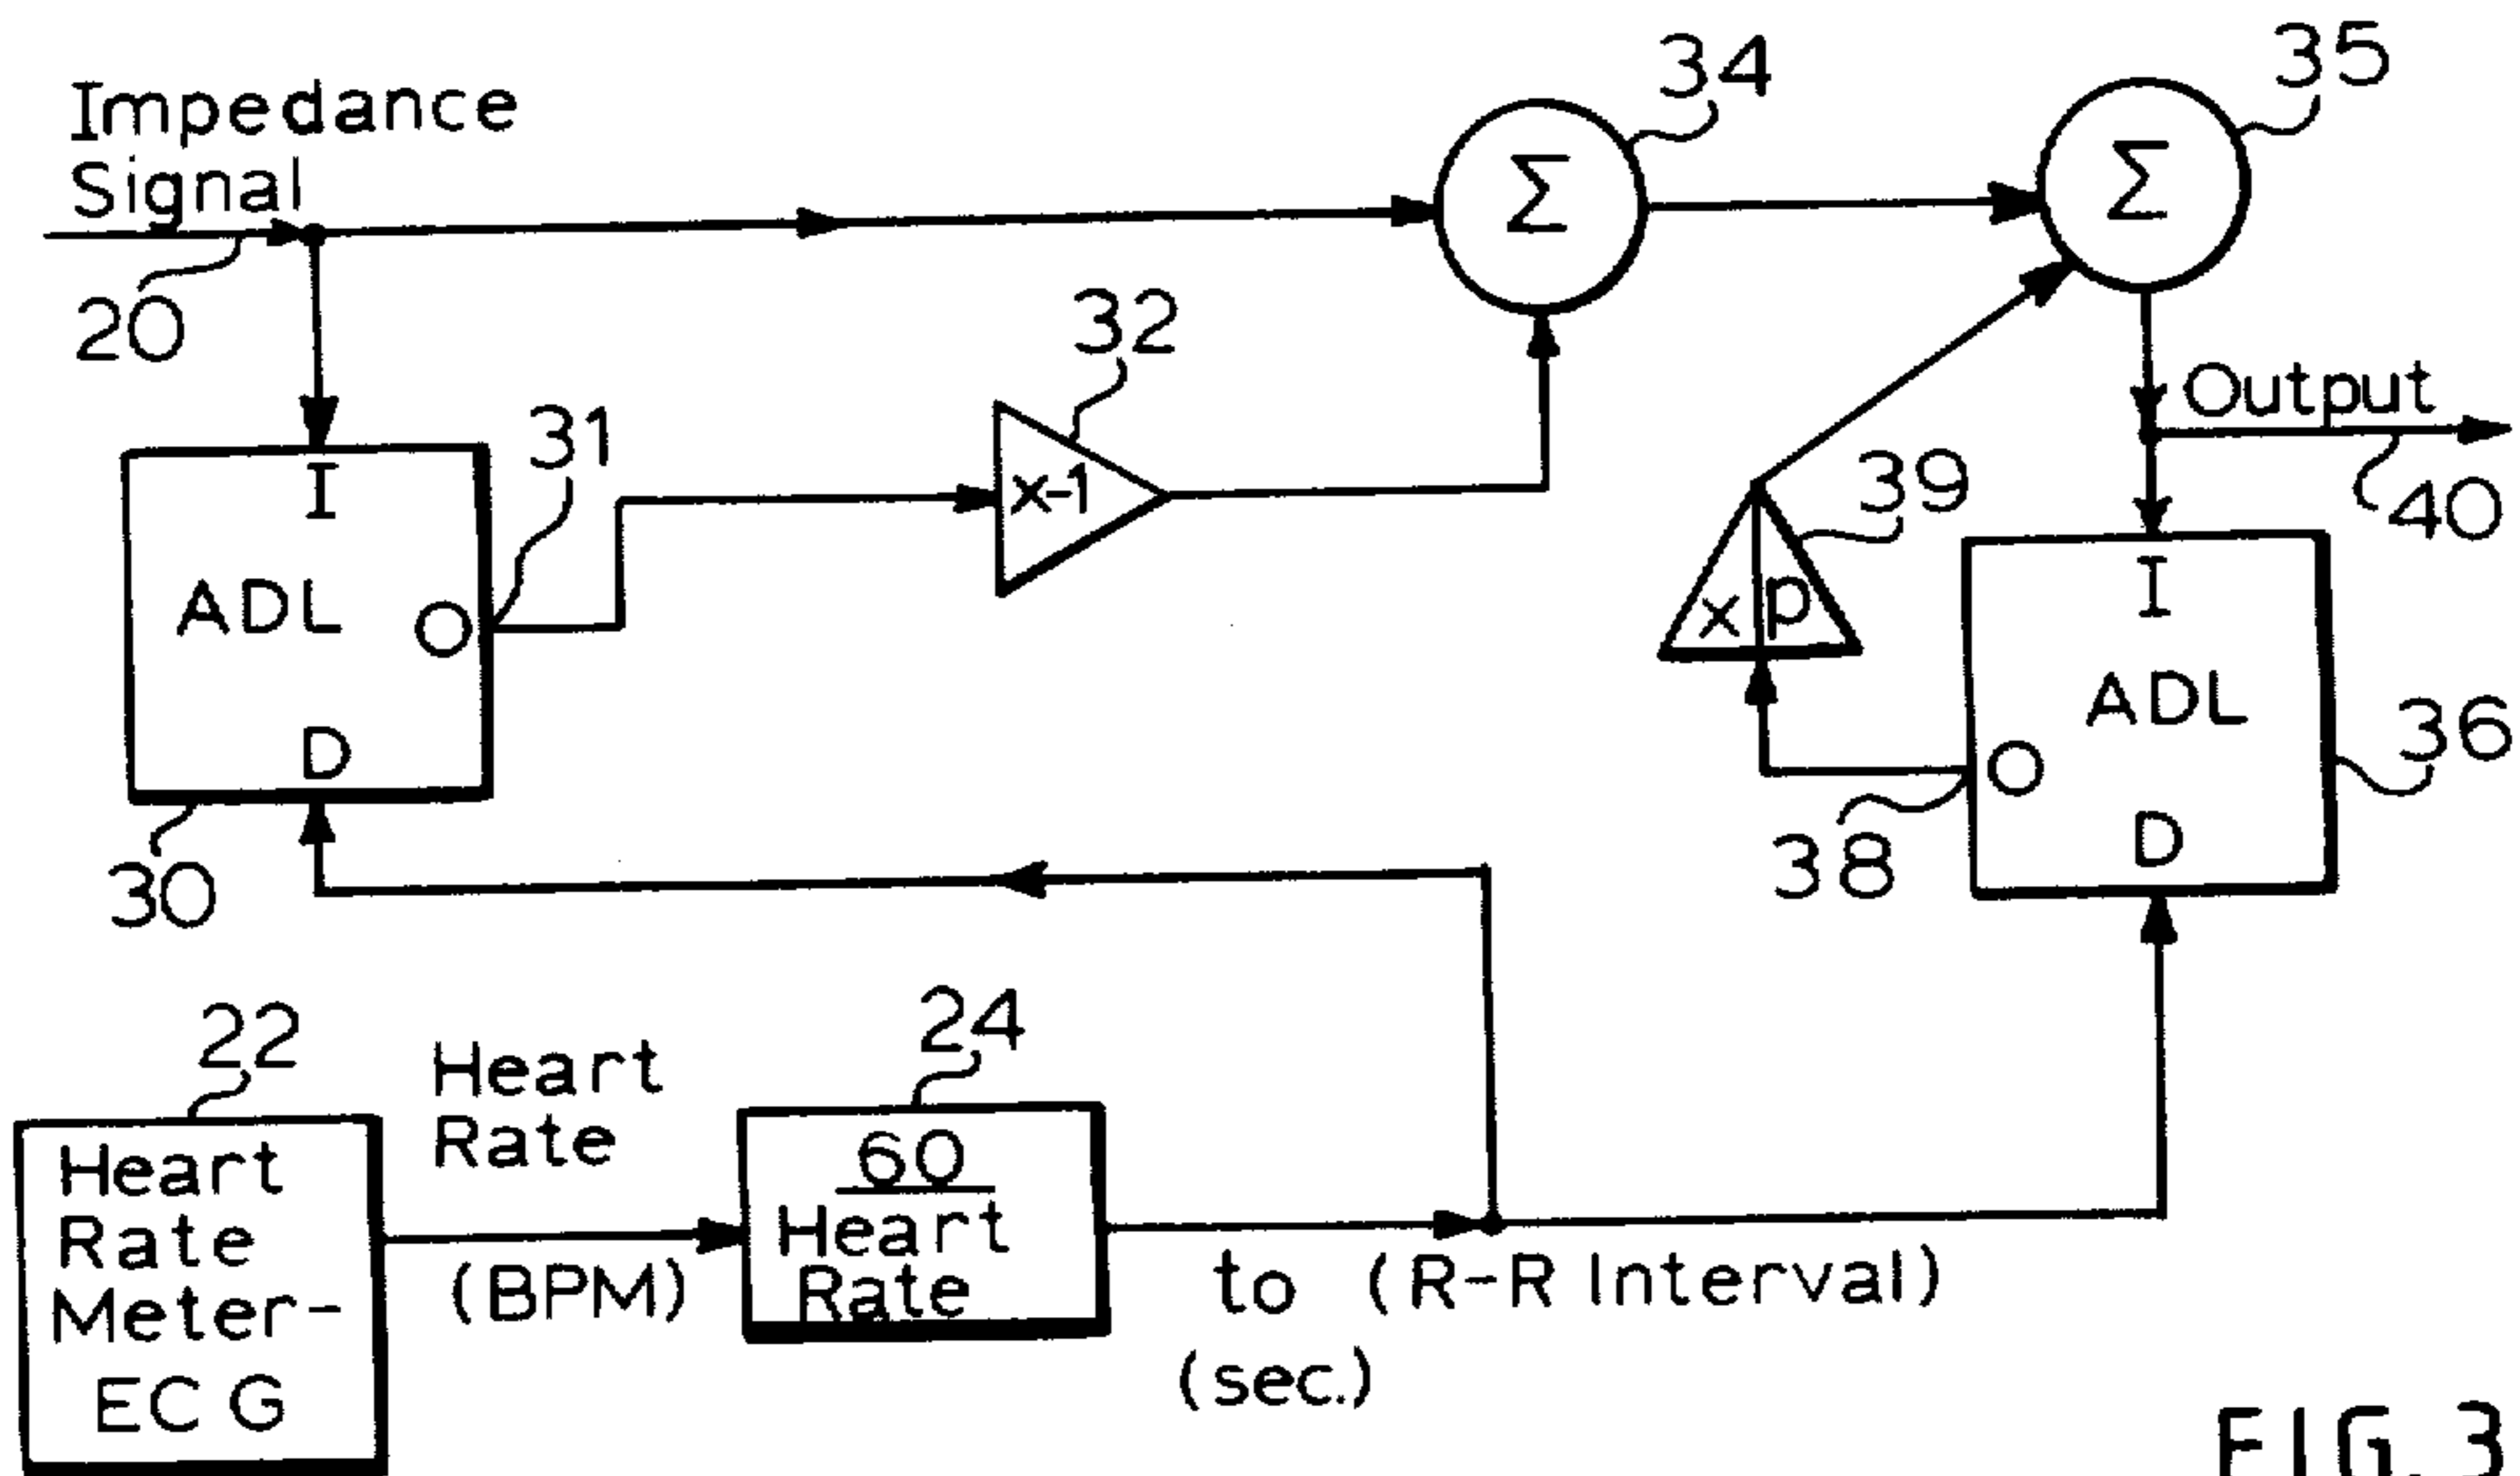 Impedance
Signal
20
34
35
Σ
Σ
32
31
x-1
39
Output
40
I
ADL
O
D
30
x p
I
ADL
O
D
36
38
22
Heart
Rate
Meter-
ECG
Heart
Rate
(BPM)
24
60
Heart
Rate
to (R-R Interval)
(sec.)
FIG. 3